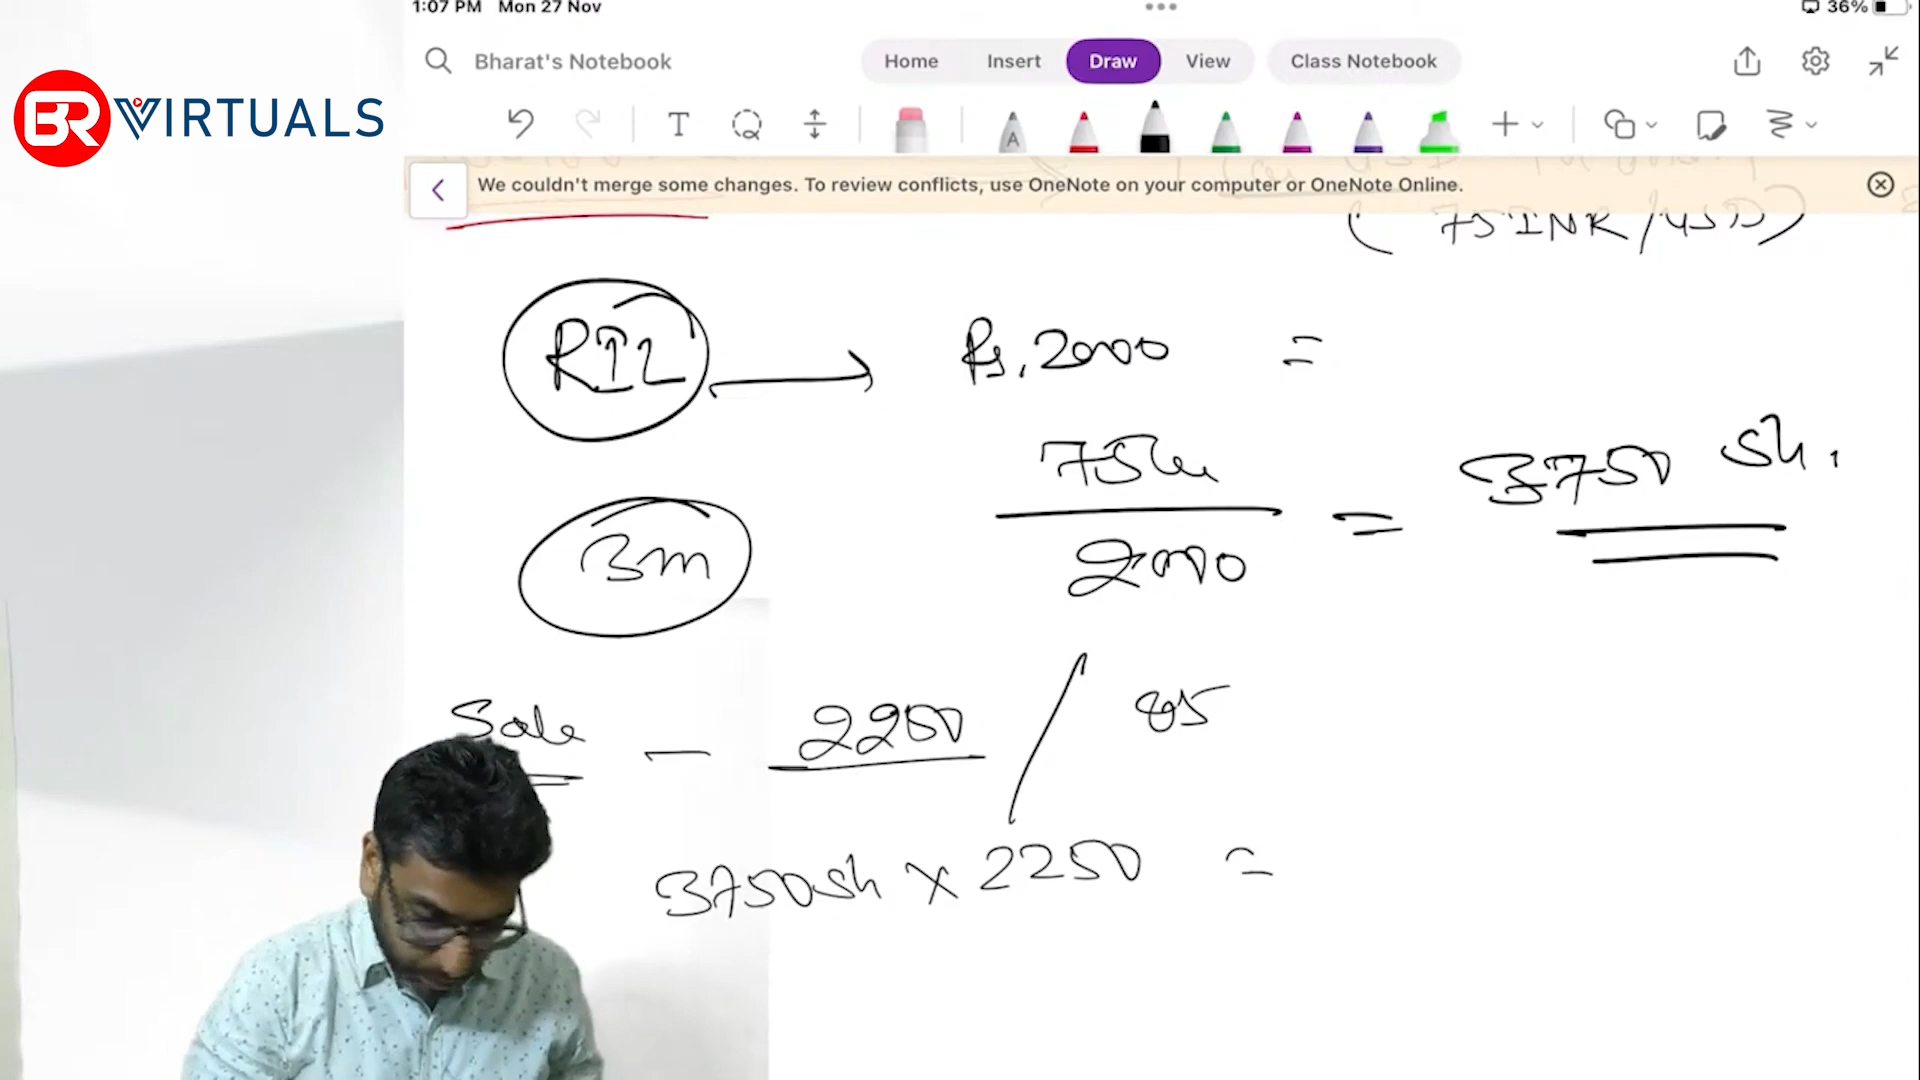 1:07 PM Mon 27 Nov
36%
BR VIRTUALS
Bharat's Notebook
Home Insert Draw View Class Notebook
T
A
We couldn't merge some changes. To review conflicts, use OneNote on your computer or OneNote Online.
( 75 INR/USD)
RIL → Rs. 2000 =
3m
75L / 2000 = 3750 Sh.
Sale — 2250 / 85
3750sh × 2250 =